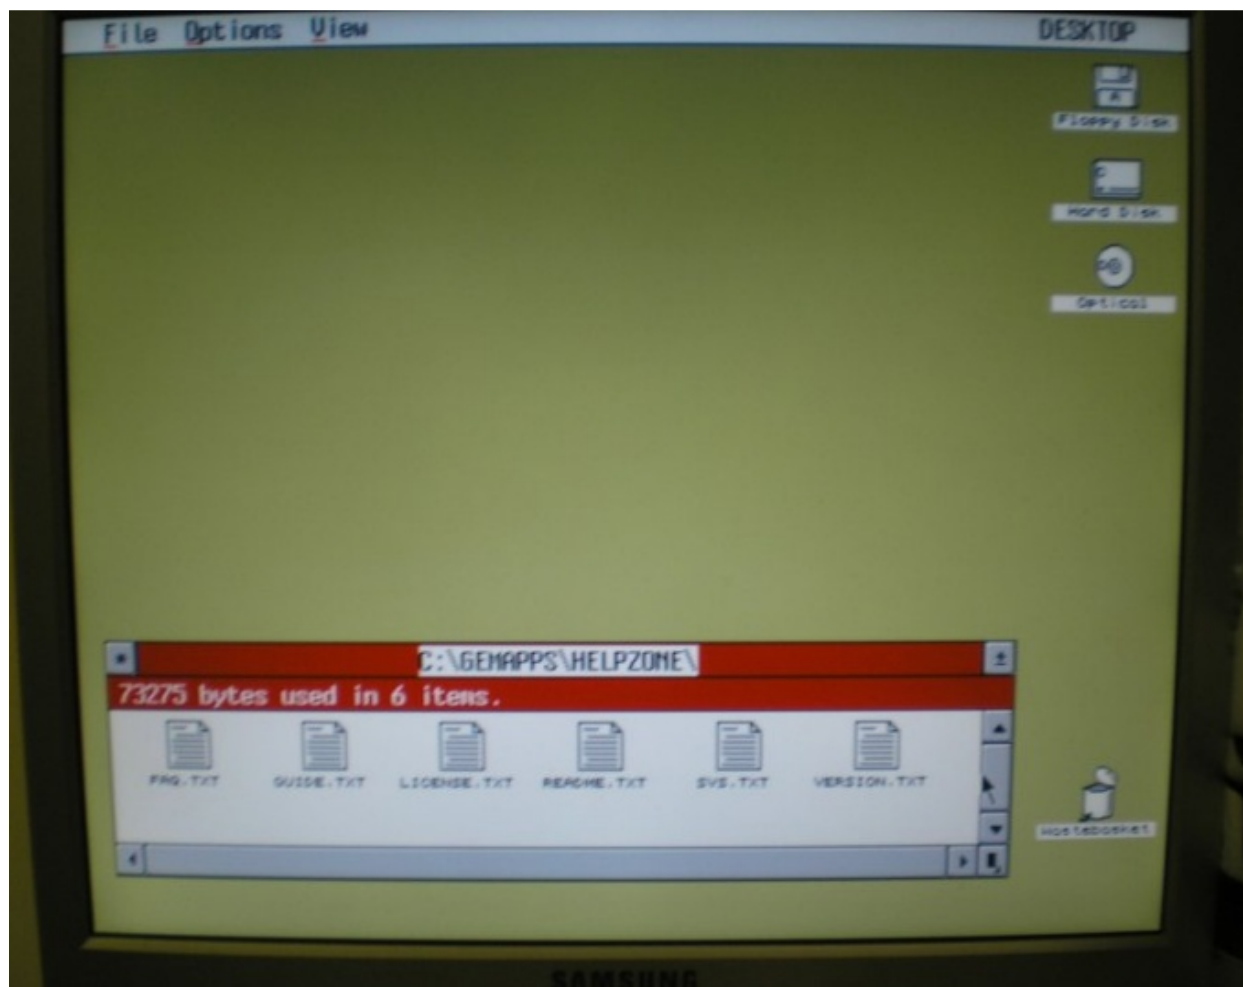 File Options View DESKTOP
A
Floppy Disk
C
Hard Disk
Optical
C:\GEMAPPS\HELPZONE\
73275 bytes used in 6 items.
FAQ.TXT GUIDE.TXT LICENSE.TXT README.TXT SYS.TXT VERSION.TXT
Wastebasket
SAMSUNG